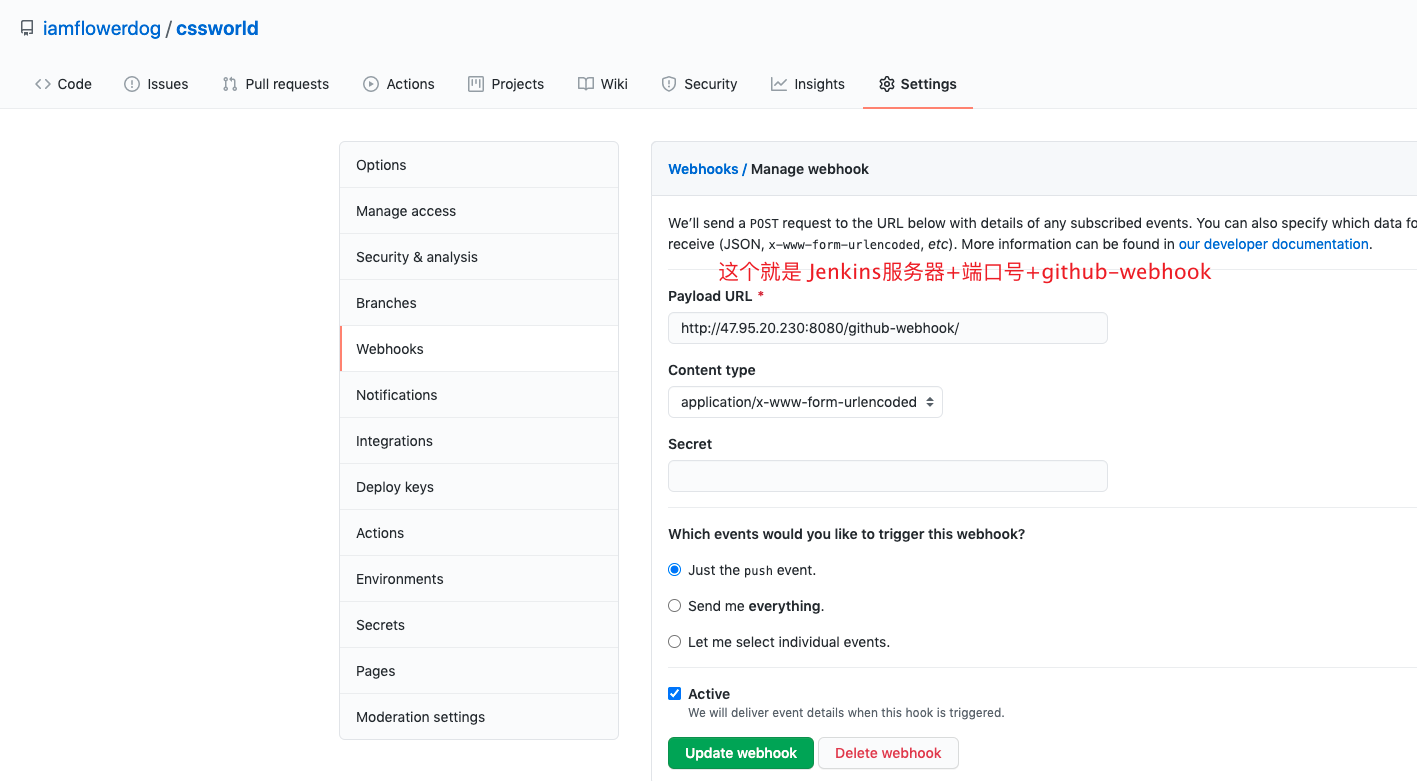 iamflowerdog / cssworld
Code Issues Pull requests Actions Projects Wiki Security Insights Settings
Options
Manage access
Security & analysis
Branches
Webhooks
Notifications
Integrations
Deploy keys
Actions
Environments
Secrets
Pages
Moderation settings
Webhooks / Manage webhook
We’ll send a POST request to the URL below with details of any subscribed events. You can also specify which data fo
receive (JSON, x-www-form-urlencoded, etc). More information can be found in our developer documentation.
这个就是 Jenkins服务器+端口号+github-webhook
Payload URL *
http://47.95.20.230:8080/github-webhook/
Content type
application/x-www-form-urlencoded
Secret
Which events would you like to trigger this webhook?
Just the push event.
Send me everything.
Let me select individual events.
Active
We will deliver event details when this hook is triggered.
Update webhook Delete webhook